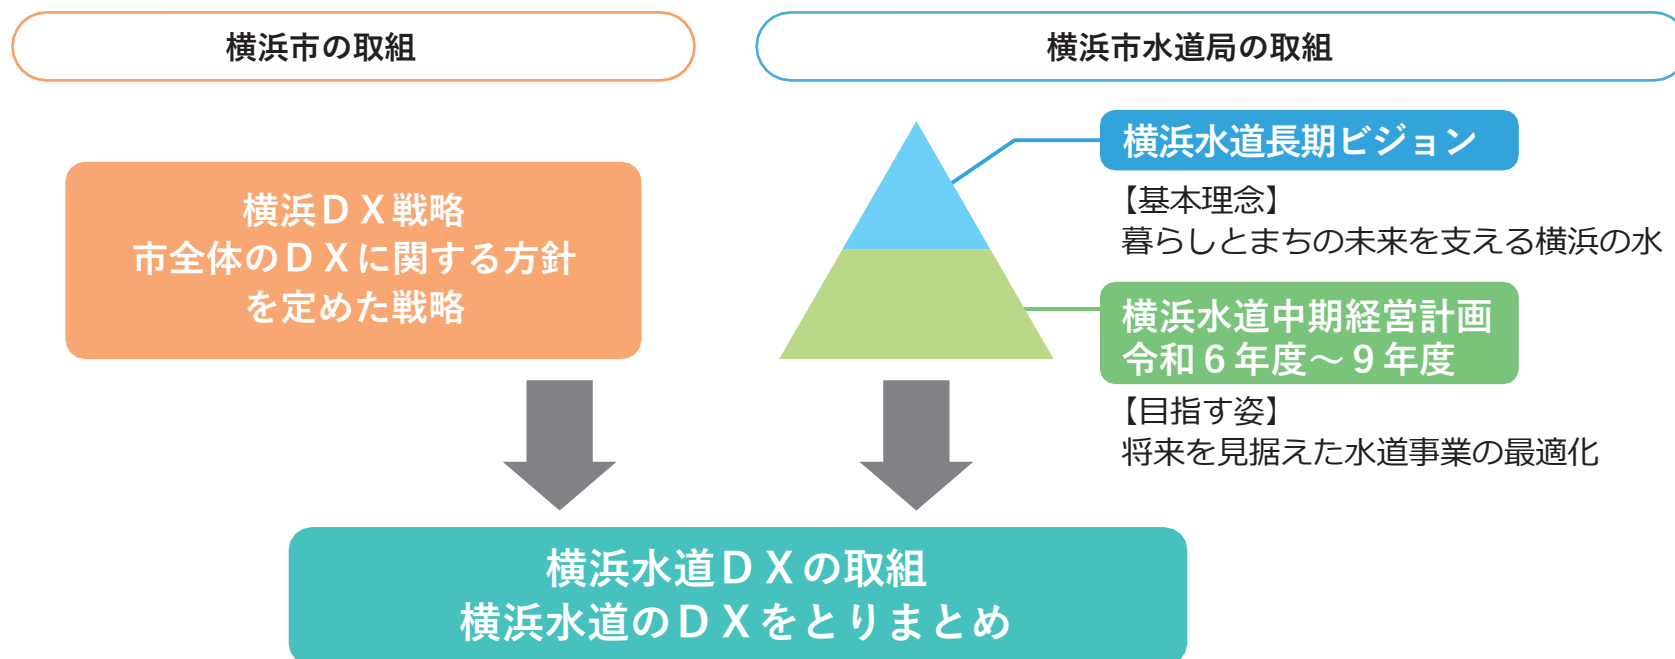 横浜市の取組
横浜市水道局の取組
横浜ＤＸ戦略
市全体のＤＸに関する方針
を定めた戦略
横浜水道長期ビジョン
【基本理念】
暮らしとまちの未来を支える横浜の水
横浜水道中期経営計画
令和６年度～９年度
【目指す姿】
将来を見据えた水道事業の最適化
横浜水道ＤＸの取組
横浜水道のＤＸをとりまとめ